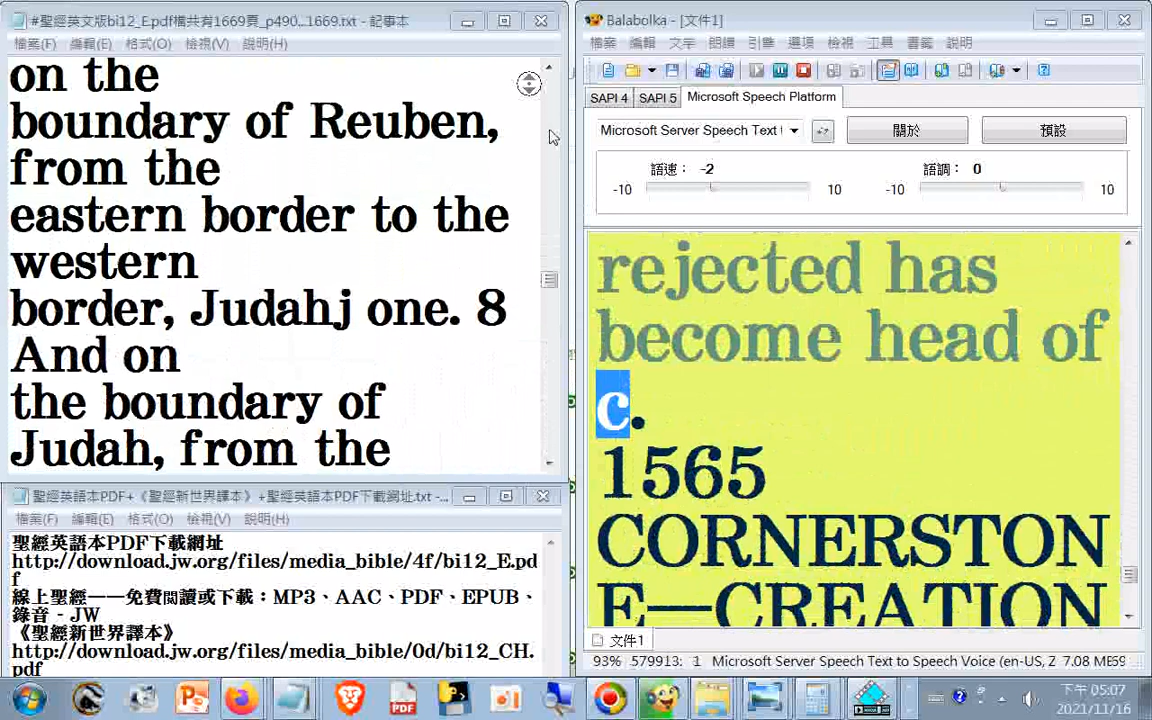 #聖經英文版bi12_E.pdf檔共有1669頁_p490,..1669.txt - 記事本
檔案(F) 編輯(E) 格式(O) 檢視(V) 說明(H)
on the
boundary of Reuben,
from the
eastern border to the
western
border, Judahj one. 8
And on
the boundary of
Judah, from the
聖經英語本PDF+《聖經新世界譯本》+聖經英語本PDF下載網址.txt -...
檔案(F) 編輯(E) 格式(O) 檢視(V) 說明(H)
聖經英語本PDF下載網址
http://download.jw.org/files/media_bible/4f/bi12_E.pd
f
線上聖經——免費閱讀或下載：MP3、AAC、PDF、EPUB、
錄音 - JW
《聖經新世界譯本》
http://download.jw.org/files/media_bible/0d/bi12_CH.
pdf
Balabolka - [文件1]
檔案 編輯 文字 朗讀 引擎 選項 檢視 工具 書籤 說明
SAPI 4 SAPI 5 Microsoft Speech Platform
Microsoft Server Speech Text 關於 預設
語速： -2 語調： 0
-10 10 -10 10
rejected has
become head of
c.
1565
CORNERSTON
E—CREATION
文件1
93% 579913: 1 Microsoft Server Speech Text to Speech Voice (en-US, Z 7.08 ME59
下午 05:07
2021/11/16